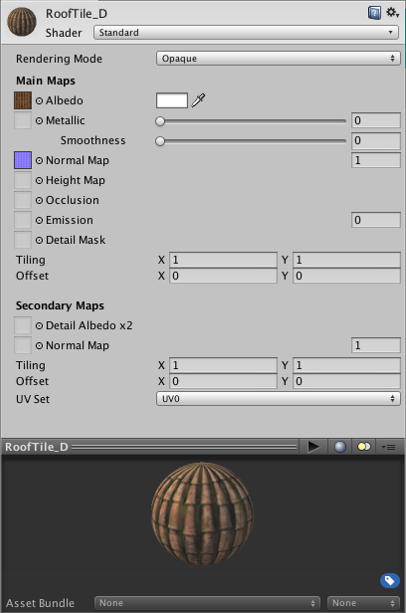 RoofTile_D
Shader Standard
Rendering Mode Opaque
Main Maps
Albedo
Metallic 0
Smoothness 0
Normal Map 1
Height Map
Occlusion
Emission 0
Detail Mask
Tiling X 1 Y 1
Offset X 0 Y 0
Secondary Maps
Detail Albedo x2
Normal Map 1
Tiling X 1 Y 1
Offset X 0 Y 0
UV Set UV0
RoofTile_D
Asset Bundle None None